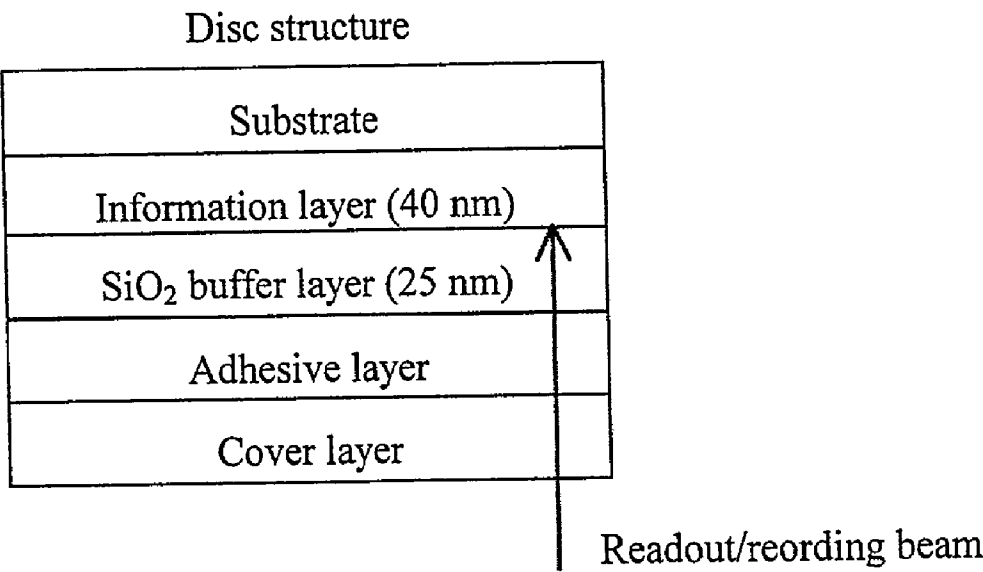 Disc structure
Substrate
Information layer (40 nm)
SiO₂ buffer layer (25 nm)
Adhesive layer
Cover layer
Readout/reording beam